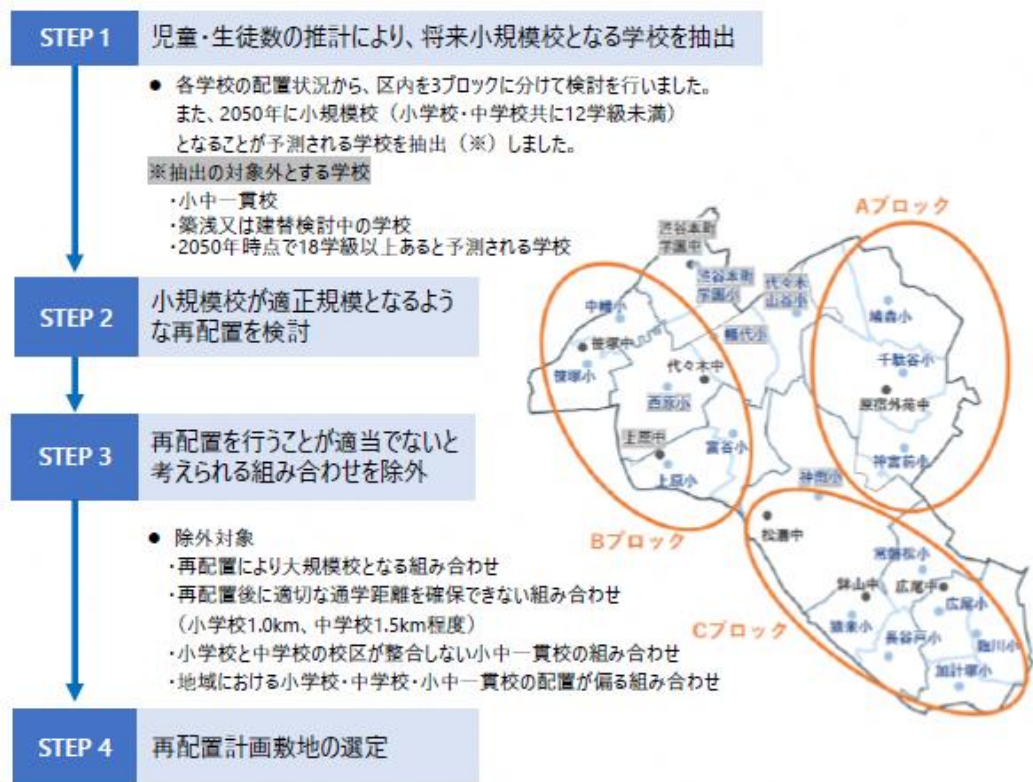 STEP 1
児童・生徒数の推計により、将来小規模校となる学校を抽出
● 各学校の配置状況から、区内を3ブロックに分けて検討を行いました。
また、2050年に小規模校（小学校・中学校共に12学級未満）
となることが予測される学校を抽出（※）しました。
※抽出の対象外とする学校
・小中一貫校
・築浅又は建替検討中の学校
・2050年時点で18学級以上あると予測される学校
STEP 2
小規模校が適正規模となるよう
な再配置を検討
STEP 3
再配置を行うことが適当でないと
考えられる組み合わせを除外
● 除外対象
・再配置により大規模校となる組み合わせ
・再配置後に適切な通学距離を確保できない組み合わせ
（小学校1.0km、中学校1.5km程度）
・小学校と中学校の校区が整合しない小中一貫校の組み合わせ
・地域における小学校・中学校・小中一貫校の配置が偏る組み合わせ
STEP 4
再配置計画敷地の選定
Aブロック
渋谷本町
学園中
渋谷本町
学園小
代々木
山谷小
中幡小
幡代小
鳩森小
笹塚中
笹塚小
代々木中
千駄谷小
西原小
原宿外苑中
上原中
富谷小
上原小
神宮前小
神南小
Bブロック
松濤中
常磐松小
鉢山中
広尾中
広尾小
猿楽小
長谷戸小
臨川小
Cブロック
加計塚小